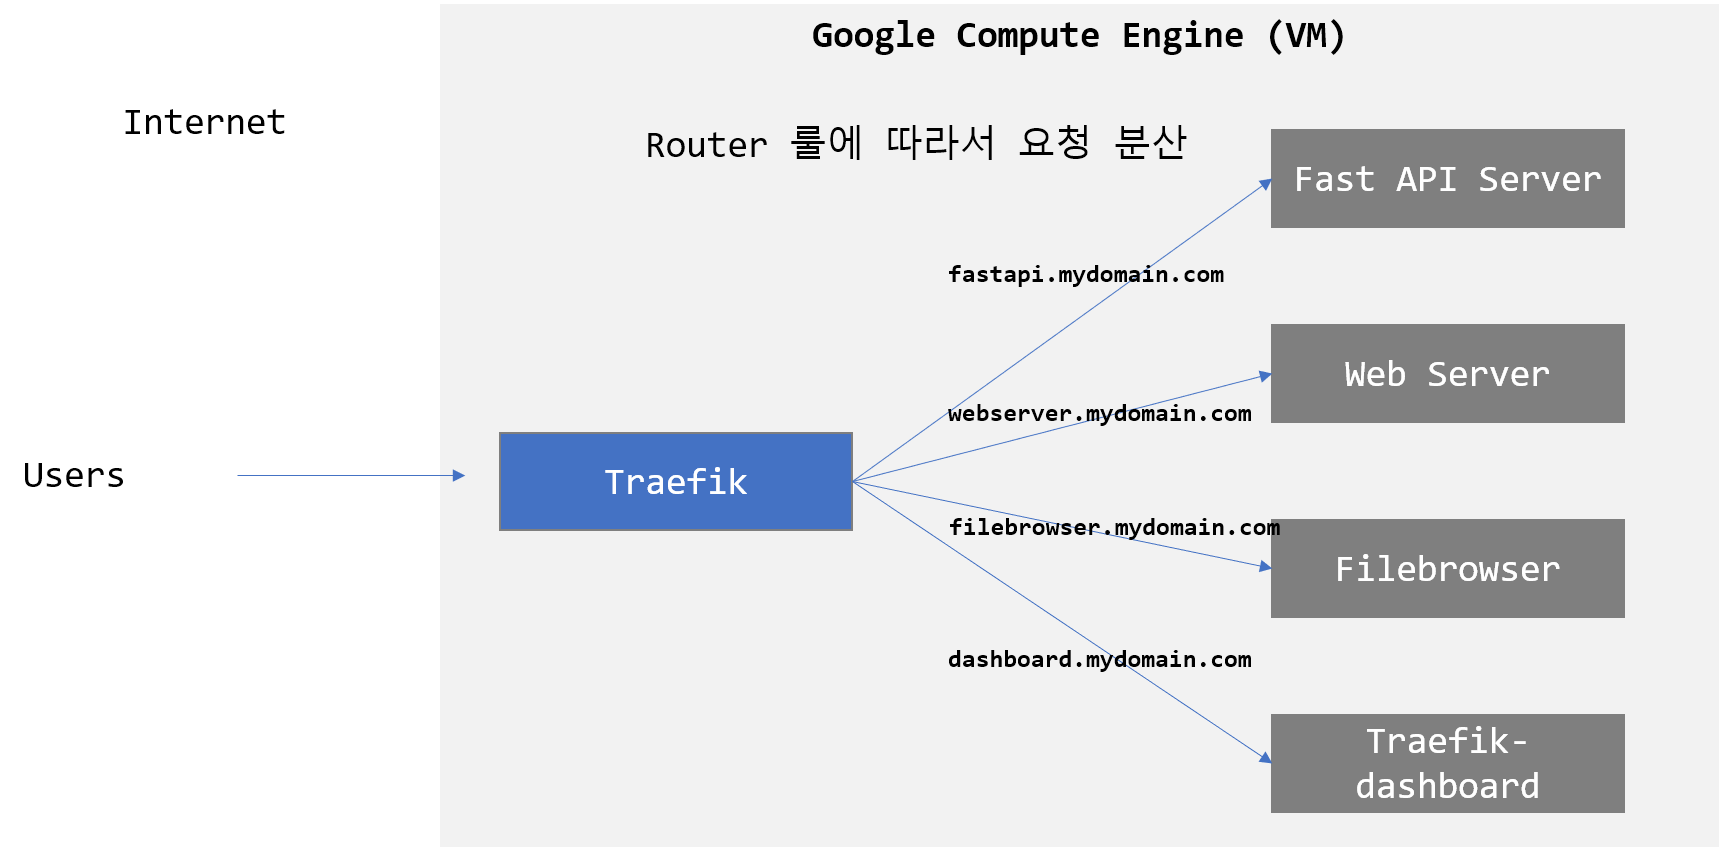 Google Compute Engine (VM)
Internet
Router 룰에 따라서 요청 분산
Fast API Server
fastapi.mydomain.com
Web Server
webserver.mydomain.com
Users
Traefik
filebrowser.mydomain.com
Filebrowser
dashboard.mydomain.com
Traefik-
dashboard